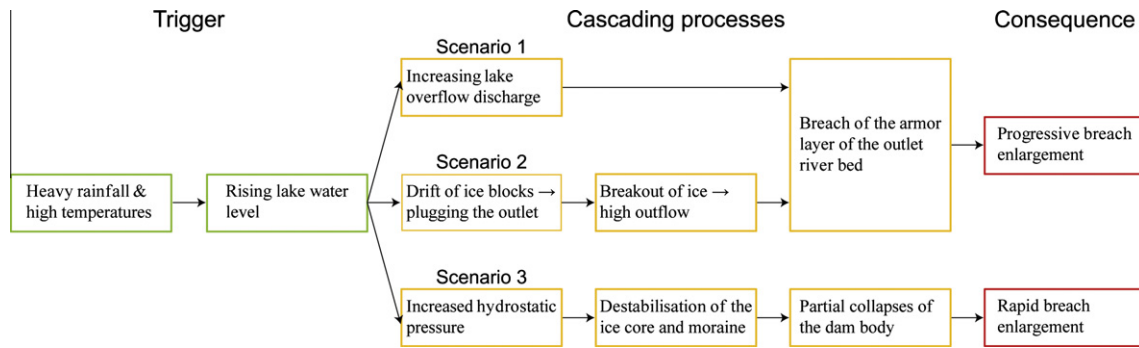 Trigger
Cascading processes
Consequence
Scenario 1
Increasing lake
overflow discharge
Scenario 2
Heavy rainfall &
high temperatures
Rising lake water
level
Drift of ice blocks →
plugging the outlet
Breakout of ice →
high outflow
Breach of the armor
layer of the outlet
river bed
Progressive breach
enlargement
Scenario 3
Increased hydrostatic
pressure
Destabilisation of the
ice core and moraine
Partial collapses of
the dam body
Rapid breach
enlargement